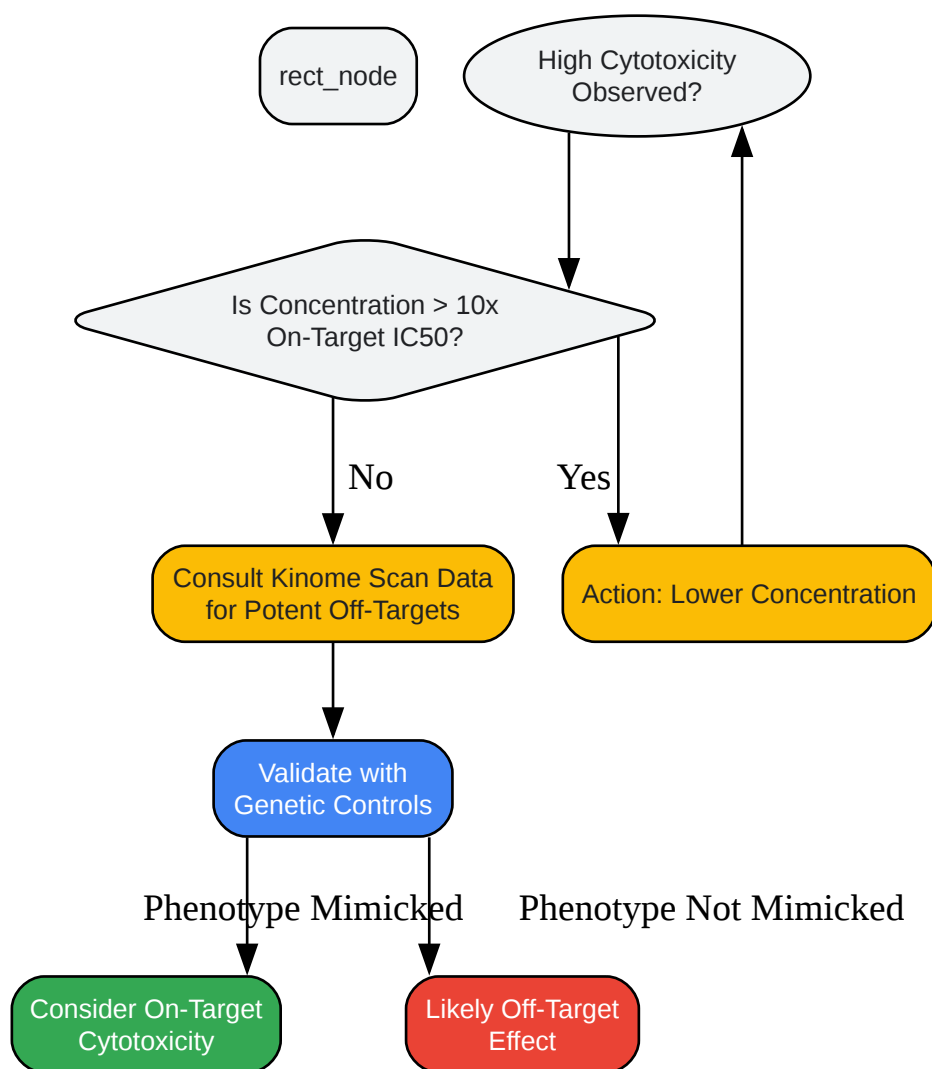 rect_node
High Cytotoxicity
Observed?
Is Concentration > 10x
On-Target IC50?
No
Yes
Consult Kinome Scan Data
for Potent Off-Targets
Action: Lower Concentration
Validate with
Genetic Controls
Phenotype Mimicked
Phenotype Not Mimicked
Consider On-Target
Cytotoxicity
Likely Off-Target
Effect